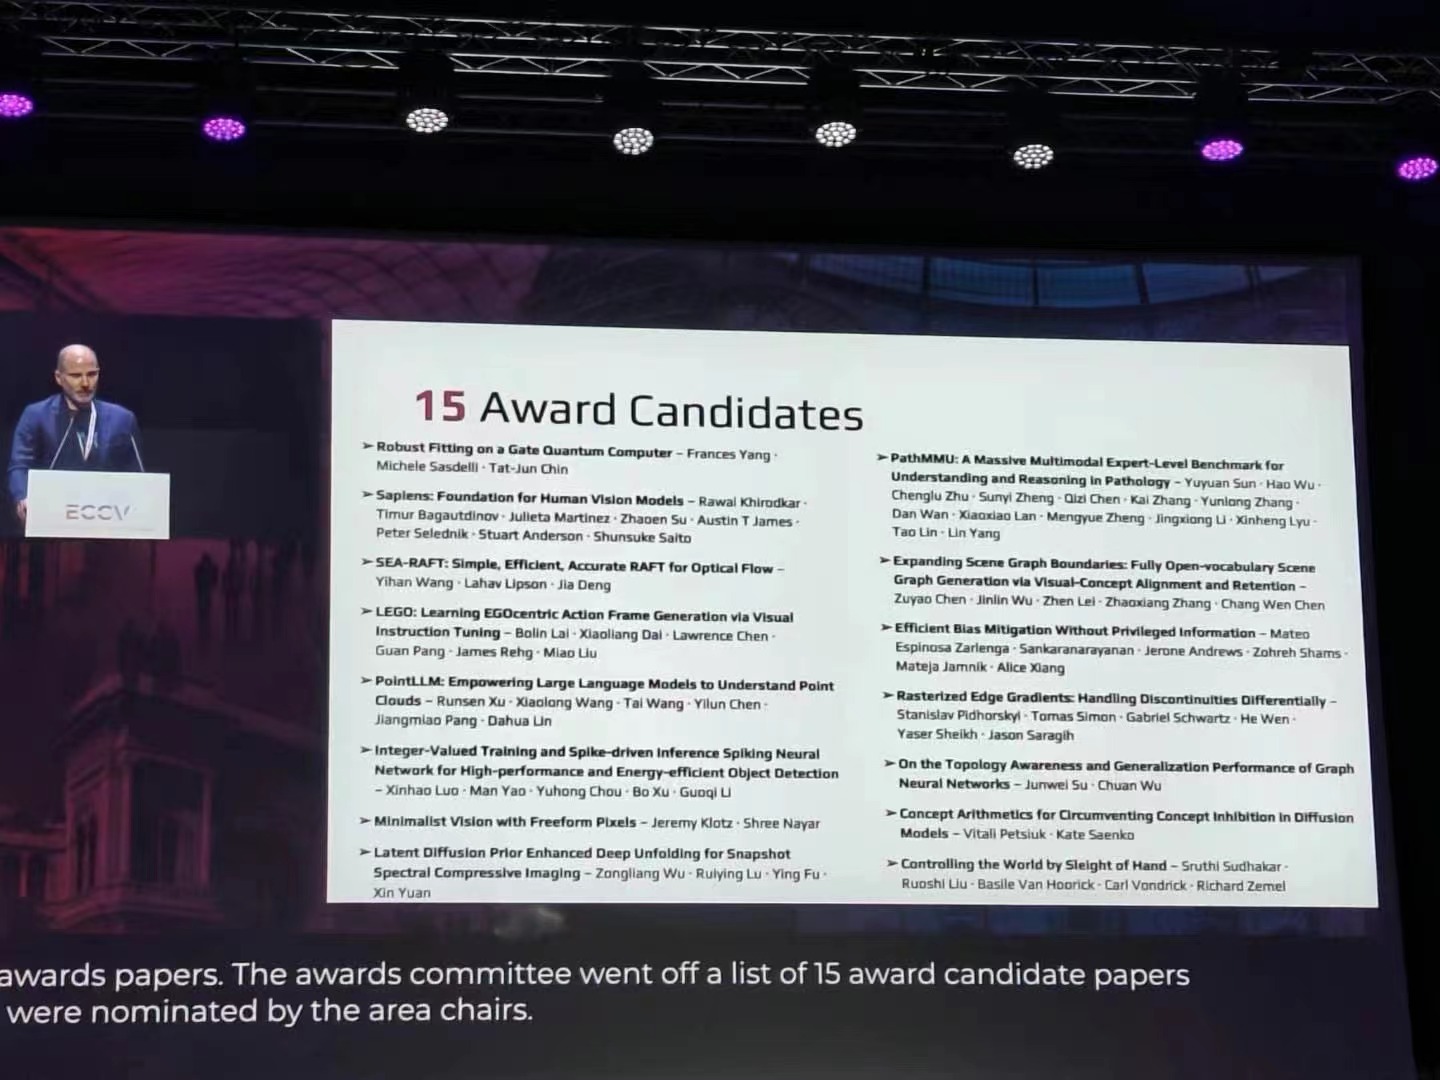 ECCV
15 Award Candidates
➢ Robust Fitting on a Gate Quantum Computer – Frances Yang ·
Michele Sasdelli · Tat-Jun Chin
➢ Sapiens: Foundation for Human Vision Models – Rawal Khirodkar ·
Timur Bagautdinov · Julieta Martinez · Zhaoen Su · Austin T James ·
Peter Selednik · Stuart Anderson · Shunsuke Saito
➢ SEA-RAFT: Simple, Efficient, Accurate RAFT for Optical Flow –
Yihan Wang · Lahav Lipson · Jia Deng
➢ LEGO: Learning EGOcentric Action Frame Generation via Visual
Instruction Tuning – Bolin Lai · Xiaoliang Dai · Lawrence Chen ·
Guan Pang · James Rehg · Miao Liu
➢ PointLLM: Empowering Large Language Models to Understand Point
Clouds – Runsen Xu · Xiaolong Wang · Tai Wang · Yilun Chen ·
Jiangmiao Pang · Dahua Lin
➢ Integer-Valued Training and Spike-driven Inference Spiking Neural
Network for High-performance and Energy-efficient Object Detection
– Xinhao Luo · Man Yao · Yuhong Chou · Bo Xu · Guoqi Li
➢ Minimalist Vision with Freeform Pixels – Jeremy Klotz · Shree Nayar
➢ Latent Diffusion Prior Enhanced Deep Unfolding for Snapshot
Spectral Compressive Imaging – Zongliang Wu · Ruiying Lu · Ying Fu ·
Xin Yuan
➢ PathMMU: A Massive Multimodal Expert-Level Benchmark for
Understanding and Reasoning in Pathology – Yuyuan Sun · Hao Wu ·
Chenglu Zhu · Sunyi Zheng · Qizi Chen · Kai Zhang · Yunlong Zhang ·
Dan Wan · Xiaoxiao Lan · Mengyue Zheng · Jingxiong Li · Xinheng Lyu ·
Tao Lin · Lin Yang
➢ Expanding Scene Graph Boundaries: Fully Open-vocabulary Scene
Graph Generation via Visual-Concept Alignment and Retention –
Zuyao Chen · Jinlin Wu · Zhen Lei · Zhaoxiang Zhang · Chang Wen Chen
➢ Efficient Bias Mitigation Without Privileged Information – Mateo
Espinosa Zarlenga · Sankaranarayanan · Jerone Andrews · Zohreh Shams ·
Mateja Jamnik · Alice Xiang
➢ Rasterized Edge Gradients: Handling Discontinuities Differentially –
Stanislav Pidhorskyi · Tomas Simon · Gabriel Schwartz · He Wen ·
Yaser Sheikh · Jason Saragih
➢ On the Topology Awareness and Generalization Performance of Graph
Neural Networks – Junwei Su · Chuan Wu
➢ Concept Arithmetics for Circumventing Concept Inhibition in Diffusion
Models – Vitali Petsiuk · Kate Saenko
➢ Controlling the World by Sleight of Hand – Sruthi Sudhakar ·
Ruoshi Liu · Basile Van Hoorick · Carl Vondrick · Richard Zemel
awards papers. The awards committee went off a list of 15 award candidate papers
were nominated by the area chairs.